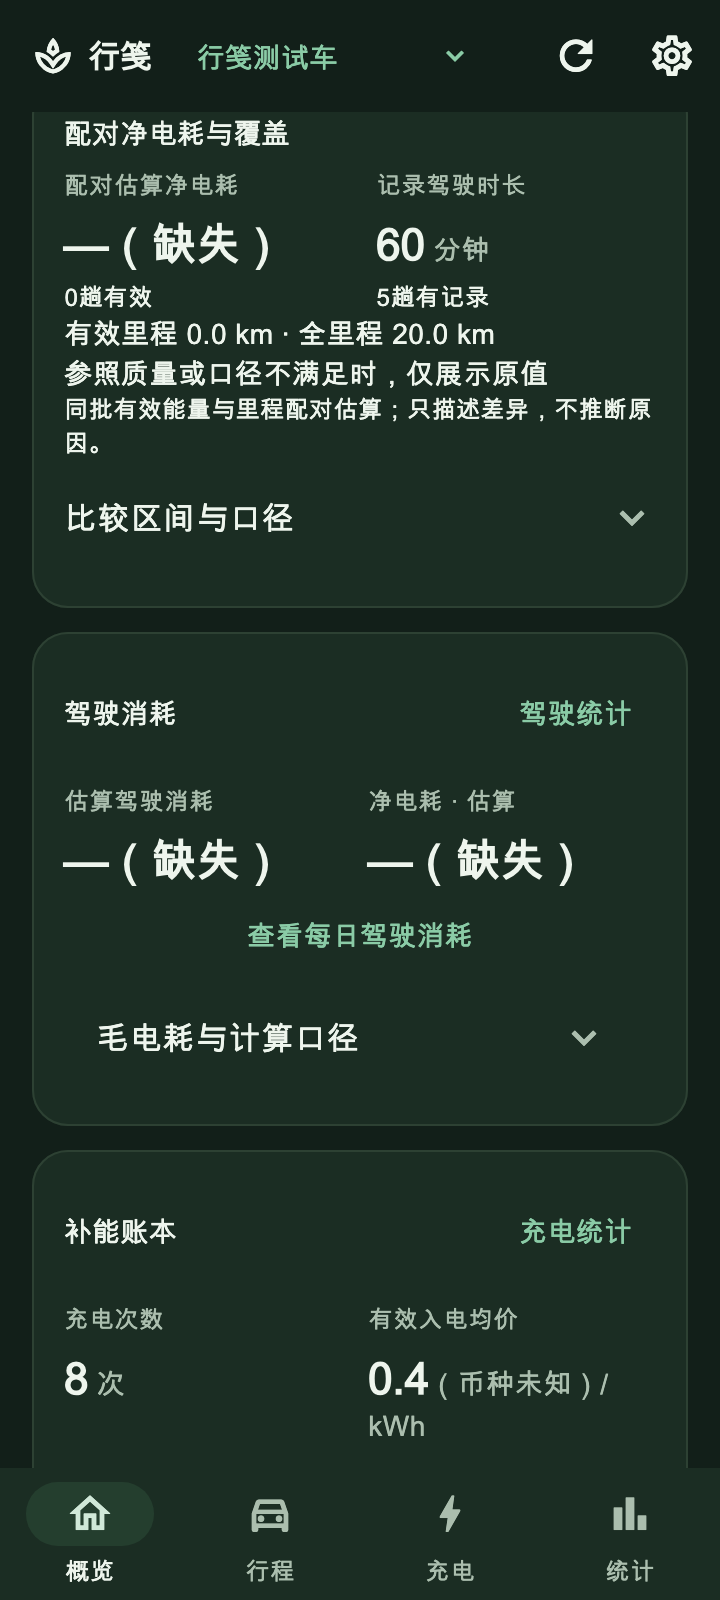 行笺 行笺测试车
配对净电耗与覆盖
配对估算净电耗 记录驾驶时长
—（缺失） 60 分钟
0趟有效 5趟有记录
有效里程 0.0 km · 全里程 20.0 km
参照质量或口径不满足时，仅展示原值
同批有效能量与里程配对估算；只描述差异，不推断原
因。
比较区间与口径
驾驶消耗 驾驶统计
估算驾驶消耗 净电耗 · 估算
—（缺失） —（缺失）
查看每日驾驶消耗
毛电耗与计算口径
补能账本 充电统计
充电次数 有效入电均价
8 次 0.4（币种未知）/
kWh
概览 行程 充电 统计